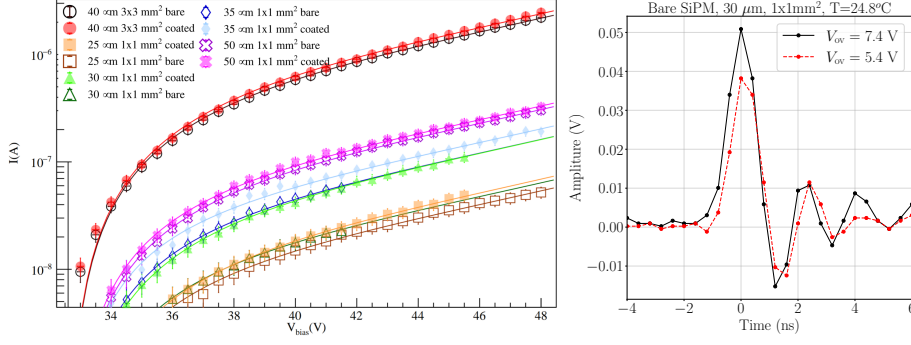 40 ∝m 3x3 mm² bare
40 ∝m 3x3 mm² coated
25 ∝m 1x1 mm² coated
25 ∝m 1x1 mm² bare
30 ∝m 1x1 mm² coated
30 ∝m 1x1 mm² bare
35 ∝m 1x1 mm² bare
35 ∝m 1x1 mm² coated
50 ∝m 1x1 mm² bare
50 ∝m 1x1 mm² coated
I(A)
10⁻⁶
10⁻⁷
10⁻⁸
34 36 38 40 42 44 46 48
V_bias(V)
Bare SiPM, 30 μm, 1x1mm², T=24.8ºC
V_ov = 7.4 V
V_ov = 5.4 V
Amplitude (V)
0.05
0.04
0.03
0.02
0.01
0.00
−0.01
−4 −2 0 2 4 6
Time (ns)